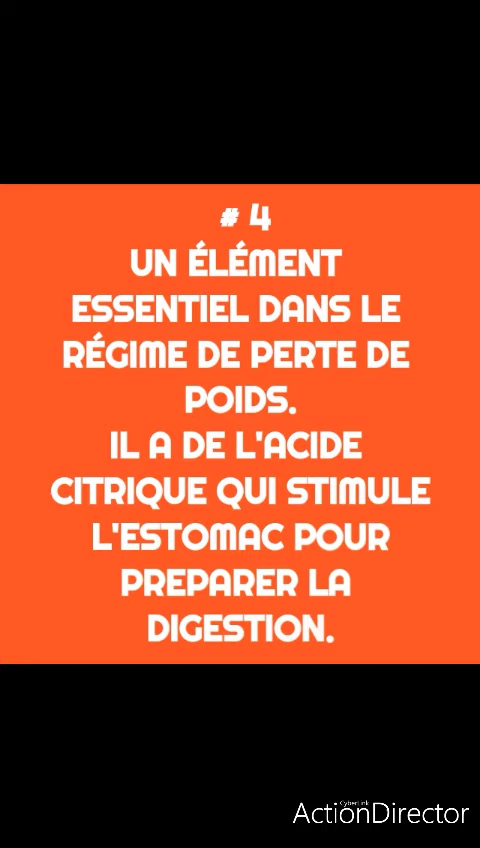 # 4
UN ÉLÉMENT
ESSENTIEL DANS LE
RÉGIME DE PERTE DE
POIDS.
IL A DE L'ACIDE
CITRIQUE QUI STIMULE
L'ESTOMAC POUR
PREPARER LA
DIGESTION.
CyberLink
ActionDirector